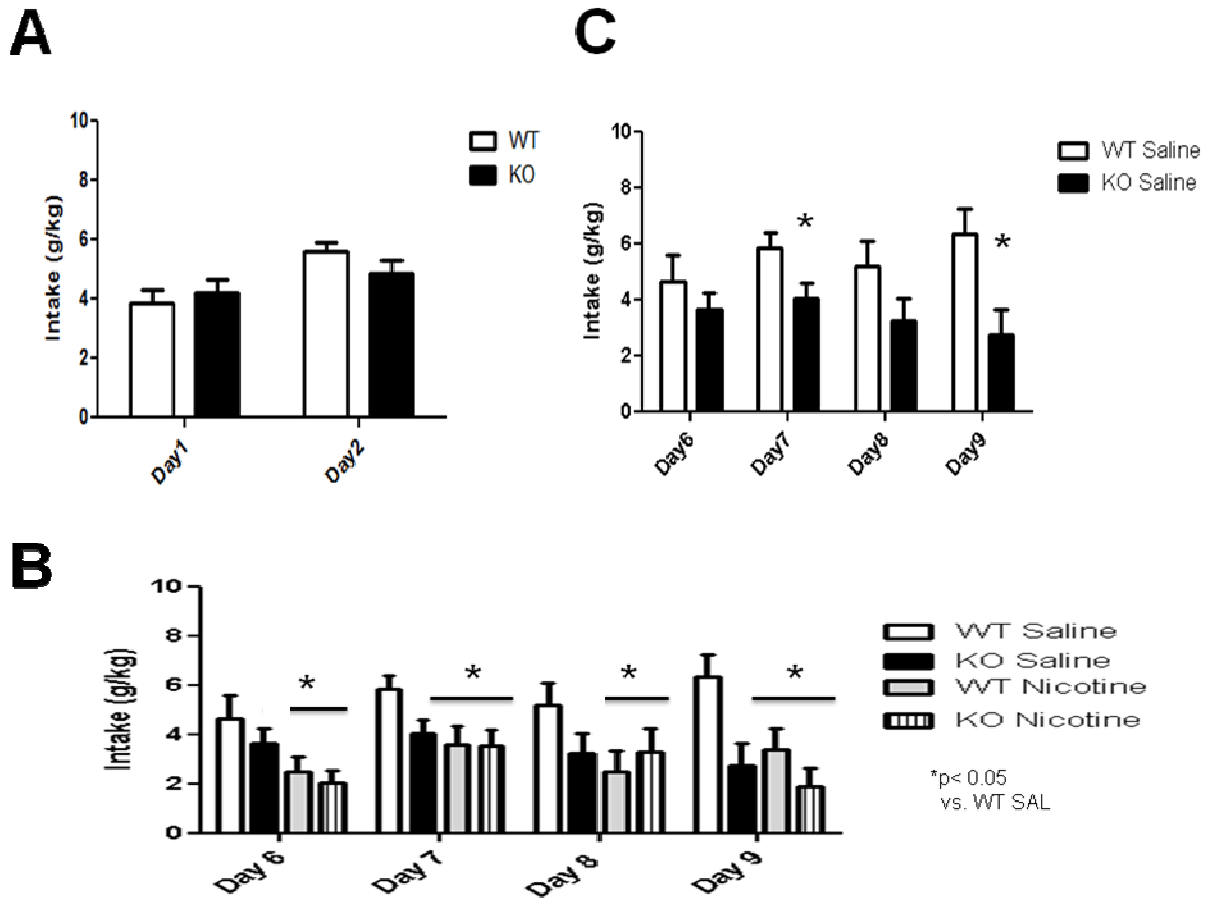 A
Intake (g/kg)
10
8
6
4
2
0
Day1
Day2
WT
KO
C
Intake (g/kg)
10
8
6
4
2
0
*
*
Day6
Day7
Day8
Day9
WT Saline
KO Saline
B
Intake (g/kg)
10
8
6
4
2
0
*
*
*
*
Day 6
Day 7
Day 8
Day 9
WT Saline
KO Saline
WT Nicotine
KO Nicotine
*p< 0.05
vs. WT SAL